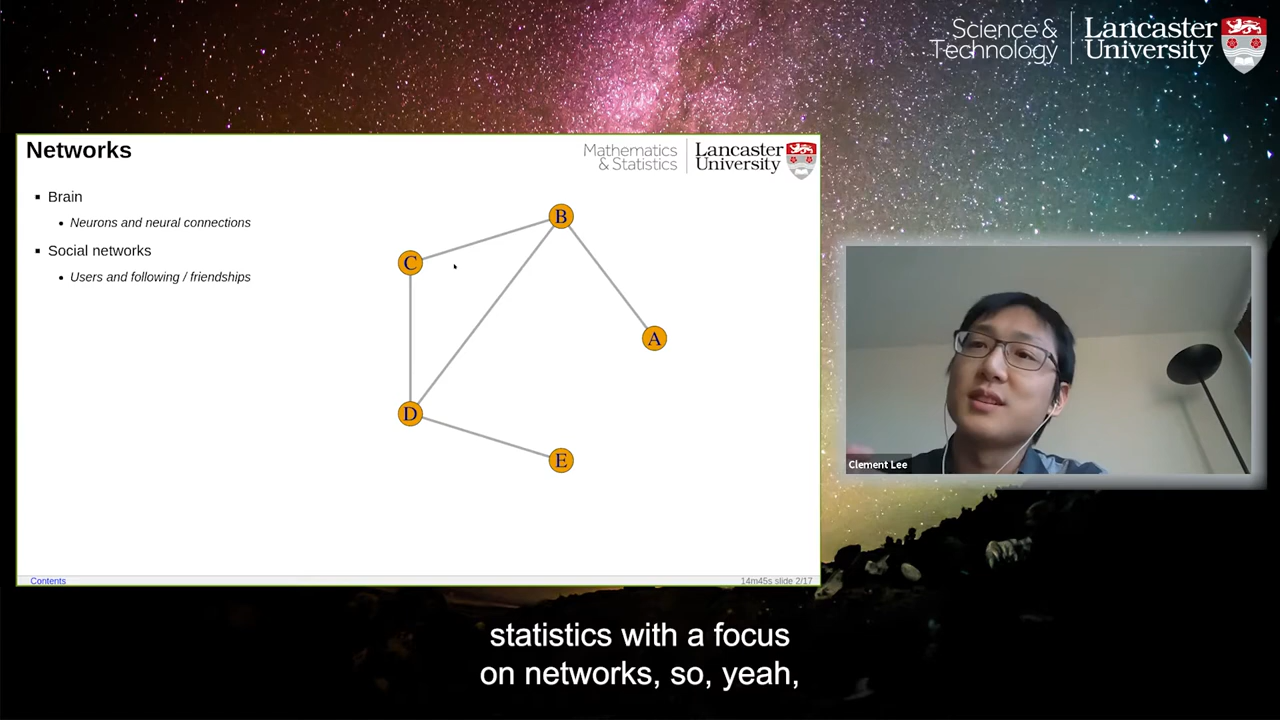 Science &
Technology
Lancaster
University
Networks
Mathematics
& Statistics
Lancaster
University
Brain
Neurons and neural connections
Social networks
Users and following / friendships
B
C
A
D
E
Clement Lee
Contents
14m45s slide 2/17
statistics with a focus
on networks, so, yeah,